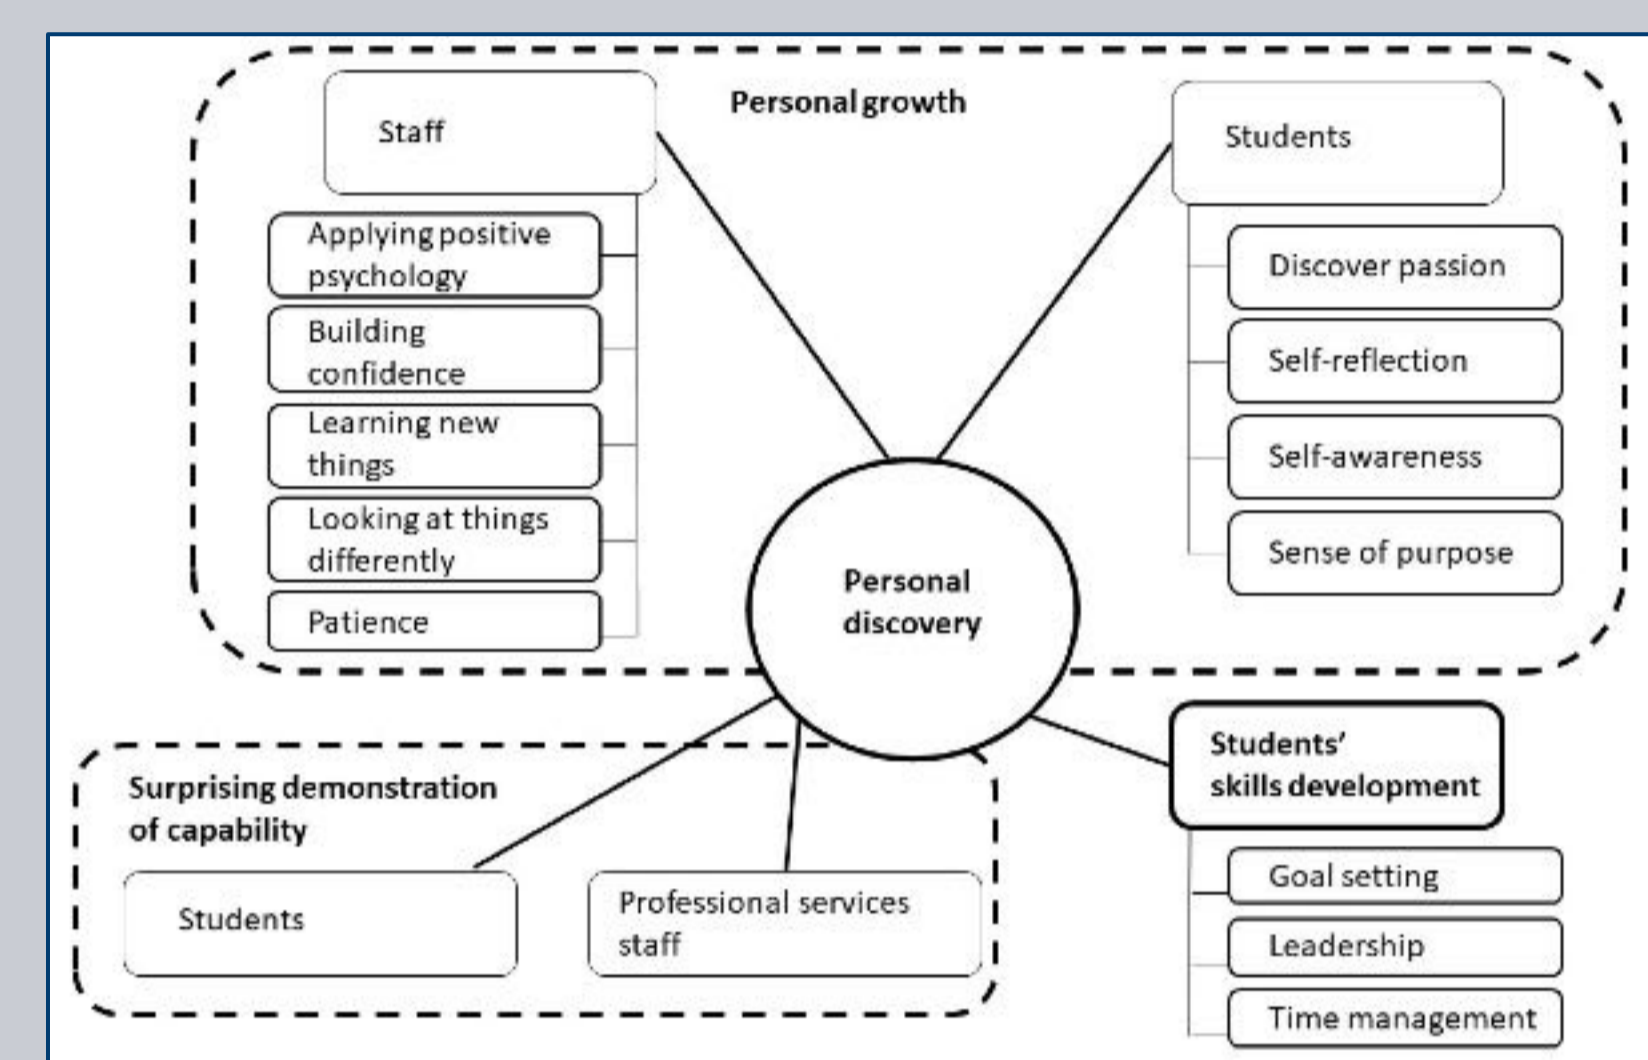 Personal growth
Staff
Applying positive
psychology
Building
confidence
Learning new
things
Looking at things
differently
Patience
Students
Discover passion
Self-reflection
Self-awareness
Sense of purpose
Personal
discovery
Surprising demonstration
of capability
Students
Professional services
staff
Students’
skills development
Goal setting
Leadership
Time management